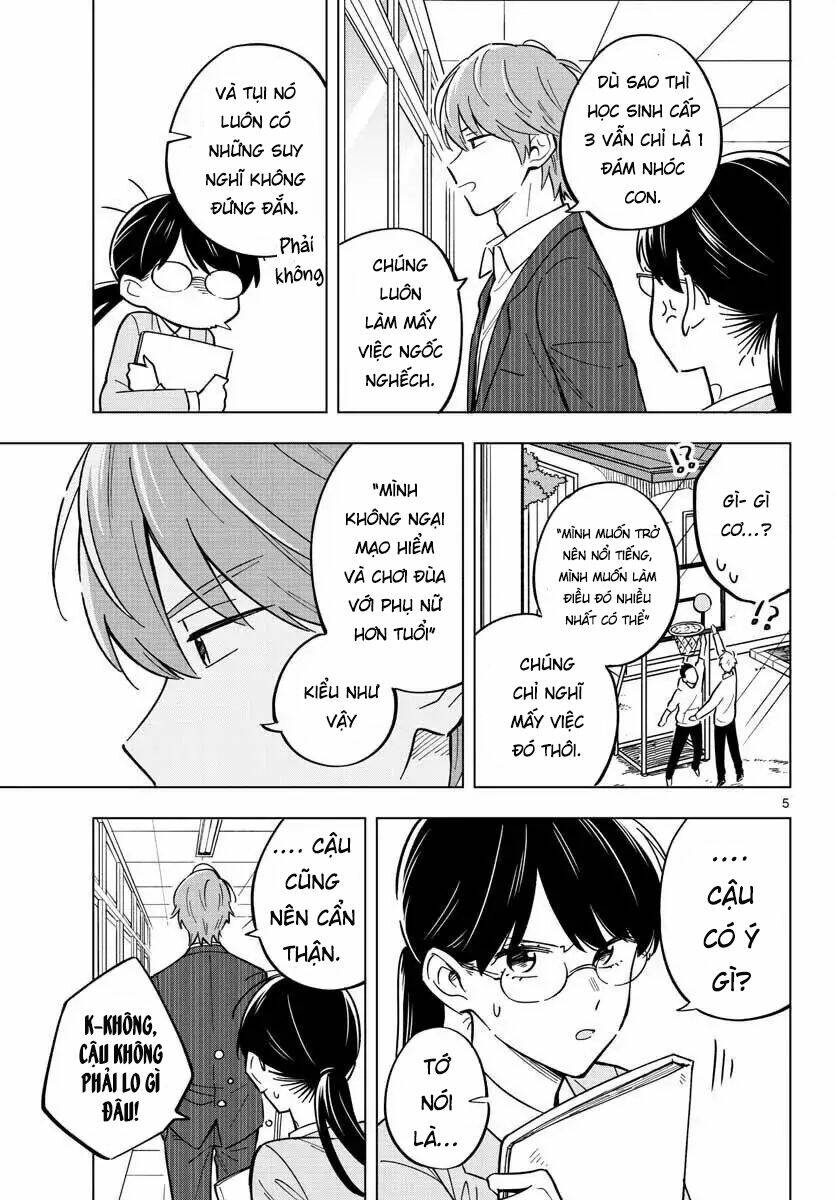 DÙ SAO THÌ
HỌC SINH CẤP
3 VẪN CHỈ LÀ 1
ĐÁM NHÓC
CON.
CHÚNG
LUÔN
LÀM MẤY
VIỆC NGỐC
NGHẾCH.
VÀ TỤI NÓ
LUÔN CÓ
NHỮNG SUY
NGHĨ KHÔNG
ĐỨNG ĐẮN.
Phải
không
!?
GÌ- GÌ
CƠ...?
!?
"MÌNH MUỐN TRỞ
NÊN NỔI TIẾNG,
MÌNH MUỐN LÀM
ĐIỀU ĐÓ NHIỀU
NHẤT CÓ THỂ"
CHÚNG
CHỈ NGHĨ
MẤY VIỆC
ĐÓ THÔI.
"MÌNH
KHÔNG NGẠI
MẠO HIỂM
VÀ CHƠI ĐÙA
VỚI PHỤ NỮ
HƠN TUỔI"
KIỂU NHƯ
VẬY
5
....
CẬU
CÓ Ý
GÌ?
TỚ
NÓI
LÀ...
.... CẬU
CŨNG
NÊN CẨN
THẬN.
K-KHÔNG,
CẬU KHÔNG
PHẢI LO GÌ
ĐÂU!